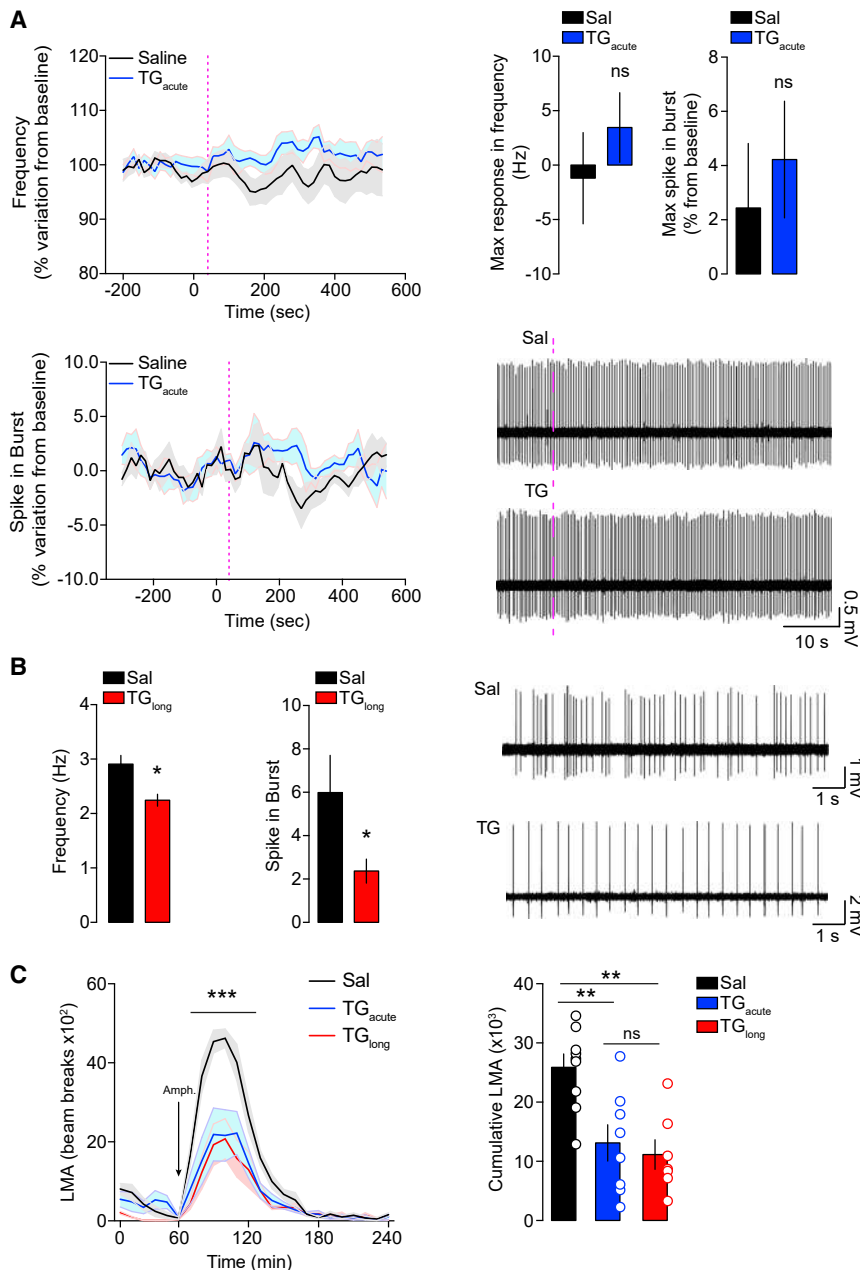 A
Saline
TGacute
Frequency
(% variation from baseline)
120
110
100
90
80
-200
0
200
400
600
Time (sec)
Sal
TGacute
Max response in frequency
(Hz)
10
5
0
-5
-10
ns
Sal
TGacute
Max spike in burst
(% from baseline)
8
6
4
2
0
ns
Saline
TGacute
Spike in Burst
(% variation from baseline)
10.0
5.0
0.0
-5.0
-10.0
-200
0
200
400
600
Time (sec)
Sal
TG
0.5 mV
10 s
B
Sal
TGlong
Frequency (Hz)
4
3
2
1
0
*
Sal
TGlong
Spike in Burst
10
8
6
4
2
0
*
Sal
1 mV
1 s
TG
2 mV
1 s
C
LMA (beam breaks x10²)
60
40
20
0
***
Amph.
Sal
TGacute
TGlong
0
60
120
180
240
Time (min)
Cumulative LMA (x10³)
40
30
20
10
0
**
**
ns
Sal
TGacute
TGlong